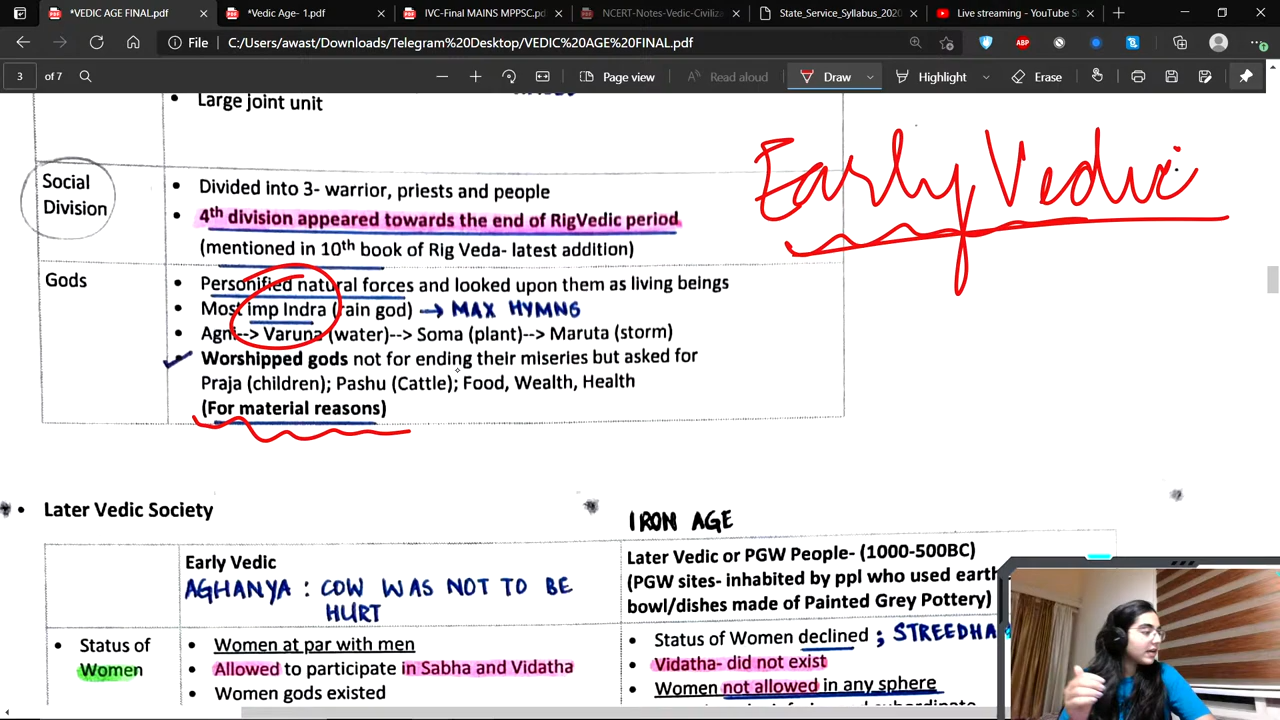 *VEDIC AGE FINAL.pdf
*Vedic Age- 1.pdf
IVC-Final MAINS MPPSC.pd
NCERT-Notes-Vedic-Civiliza
State_Service_Syllabus_2020
Live streaming - YouTube S
File
C:/Users/awast/Downloads/Telegram%20Desktop/VEDIC%20AGE%20FINAL.pdf
3 of 7
Page view
Read aloud
Draw
Highlight
Erase
• Large joint unit
Early Vedic
Social
Division
• Divided into 3- warrior, priests and people
• 4th division appeared towards the end of RigVedic period
(mentioned in 10th book of Rig Veda- latest addition)
Gods
• Personified natural forces and looked upon them as living beings
• Most imp Indra (rain god) → MAX HYMNS
• Agni--> Varuna (water)--> Soma (plant)--> Maruta (storm)
Worshipped gods not for ending their miseries but asked for
Praja (children); Pashu (Cattle); Food, Wealth, Health
(For material reasons)
• Later Vedic Society
IRON AGE
Early Vedic
AGHANYA : COW WAS NOT TO BE
HURT
Later Vedic or PGW People- (1000-500BC)
(PGW sites- inhabited by ppl who used earth
bowl/dishes made of Painted Grey Pottery)
• Status of
Women
• Women at par with men
• Allowed to participate in Sabha and Vidatha
• Women gods existed
• Status of Women declined ; STREEDHA
• Vidatha- did not exist
• Women not allowed in any sphere